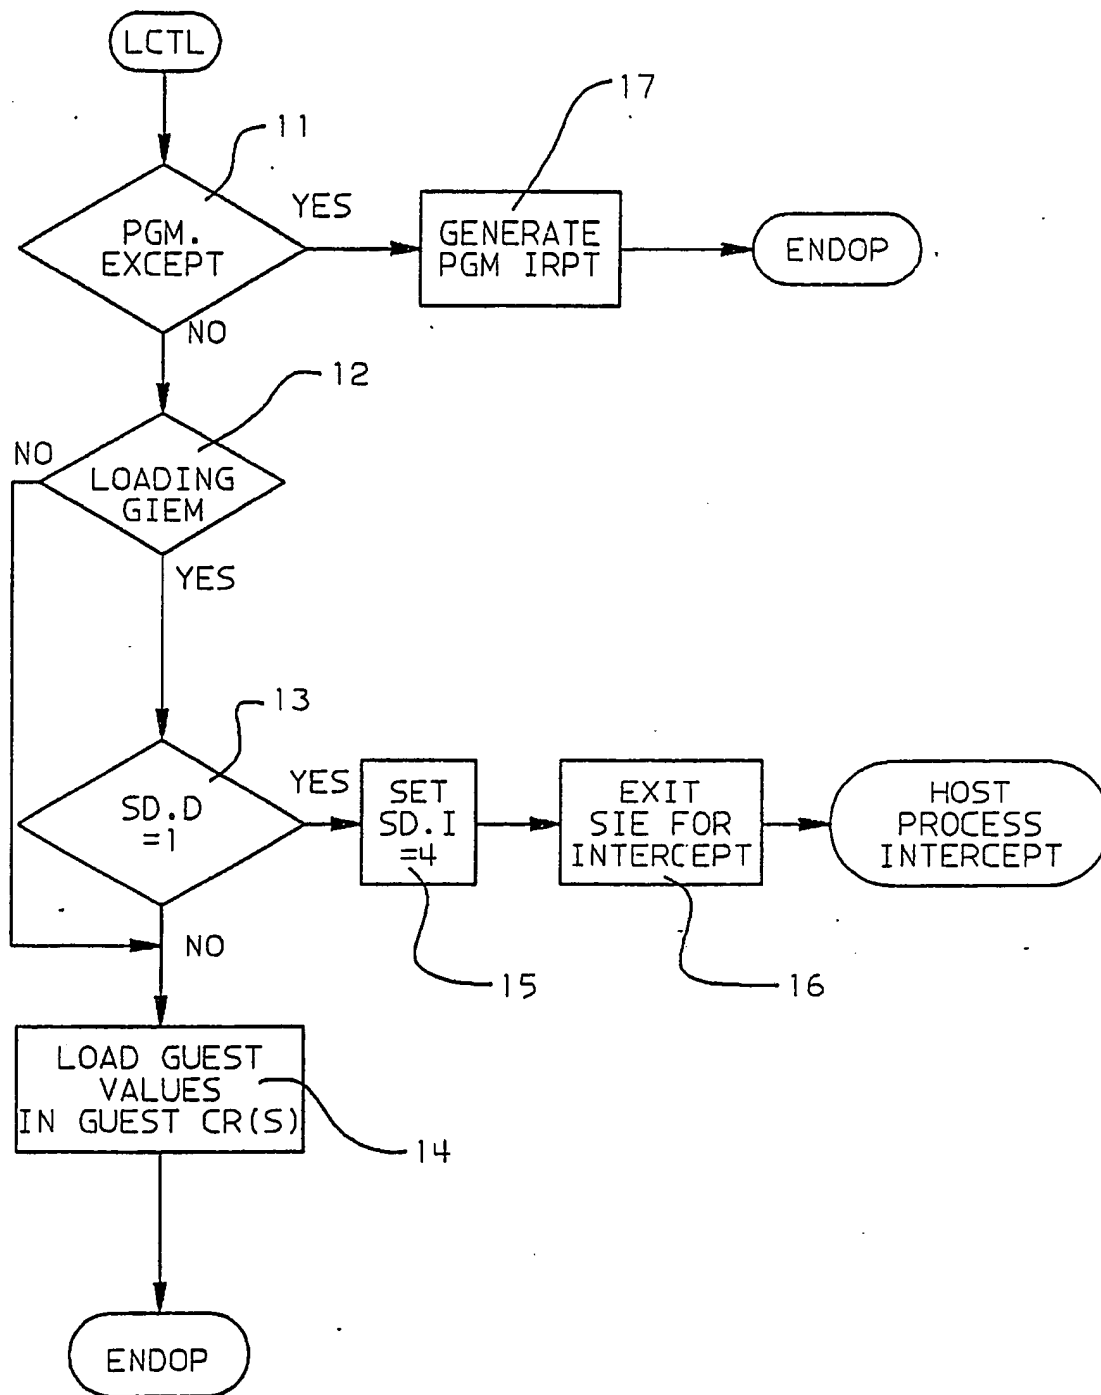 LCTL
17
11
YES
PGM.
EXCEPT
GENERATE
PGM IRPT
ENDOP
NO
12
NO
LOADING
GIEM
YES
13
YES
SD.D
=1
SET
SD.I
=4
EXIT
SIE FOR
INTERCEPT
HOST
PROCESS
INTERCEPT
NO
15
16
LOAD GUEST
VALUES
IN GUEST CR(S)
14
ENDOP